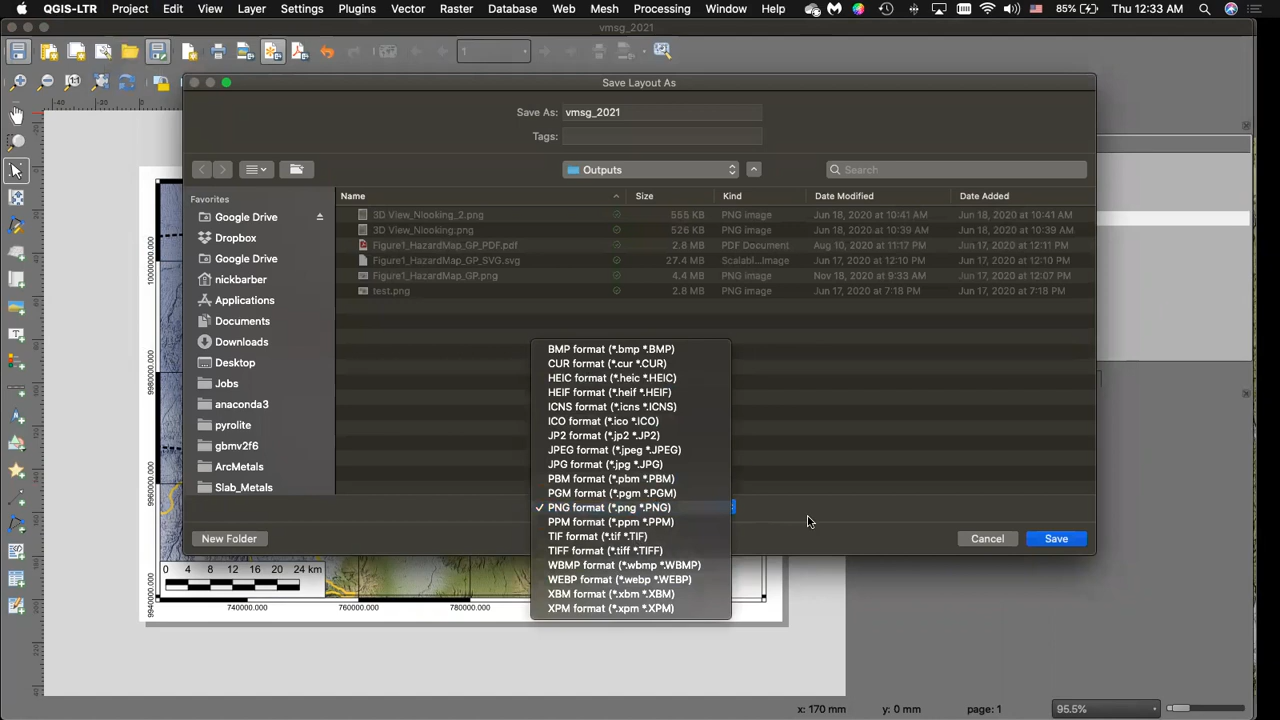 QGIS-LTR Project Edit View Layer Settings Plugins Vector Raster Database Web Mesh Processing Window Help 85% Thu 12:33 AM
vmsg_2021
1
Save Layout As
Save As: vmsg_2021
Tags:
Outputs
Search
Favorites
Google Drive
Dropbox
Google Drive
nickbarber
Applications
Documents
Downloads
Desktop
Jobs
anaconda3
pyrolite
gbmv2f6
ArcMetals
Slab_Metals
Name Size Kind Date Modified Date Added
3D View_Nlooking_2.png 555 KB PNG image Jun 18, 2020 at 10:41 AM Jun 18, 2020 at 10:41 AM
3D View_Nlooking.png 526 KB PNG image Jun 18, 2020 at 10:39 AM Jun 18, 2020 at 10:39 AM
Figure1_HazardMap_GP_PDF.pdf 2.8 MB PDF Document Aug 10, 2020 at 11:17 PM Jun 17, 2020 at 12:11 PM
Figure1_HazardMap_GP_SVG.svg 27.4 MB Scalabl...Image Jun 17, 2020 at 12:10 PM Jun 17, 2020 at 12:10 PM
Figure1_HazardMap_GP.png 4.4 MB PNG image Nov 18, 2020 at 9:33 AM Jun 17, 2020 at 12:07 PM
test.png 2.8 MB PNG image Jun 17, 2020 at 7:18 PM Jun 17, 2020 at 7:18 PM
BMP format (*.bmp *.BMP)
CUR format (*.cur *.CUR)
HEIC format (*.heic *.HEIC)
HEIF format (*.heif *.HEIF)
ICNS format (*.icns *.ICNS)
ICO format (*.ico *.ICO)
JP2 format (*.jp2 *.JP2)
JPEG format (*.jpeg *.JPEG)
JPG format (*.jpg *.JPG)
PBM format (*.pbm *.PBM)
PGM format (*.pgm *.PGM)
✓ PNG format (*.png *.PNG)
PPM format (*.ppm *.PPM)
TIF format (*.tif *.TIF)
TIFF format (*.tiff *.TIFF)
WBMP format (*.wbmp *.WBMP)
WEBP format (*.webp *.WEBP)
XBM format (*.xbm *.XBM)
XPM format (*.xpm *.XPM)
New Folder Cancel Save
10000000.000
9980000.000
9960000.000
9940000.000
0 4 8 12 16 20 24 km
740000.000 760000.000 780000.000
x: 170 mm y: 0 mm page: 1 95.5%